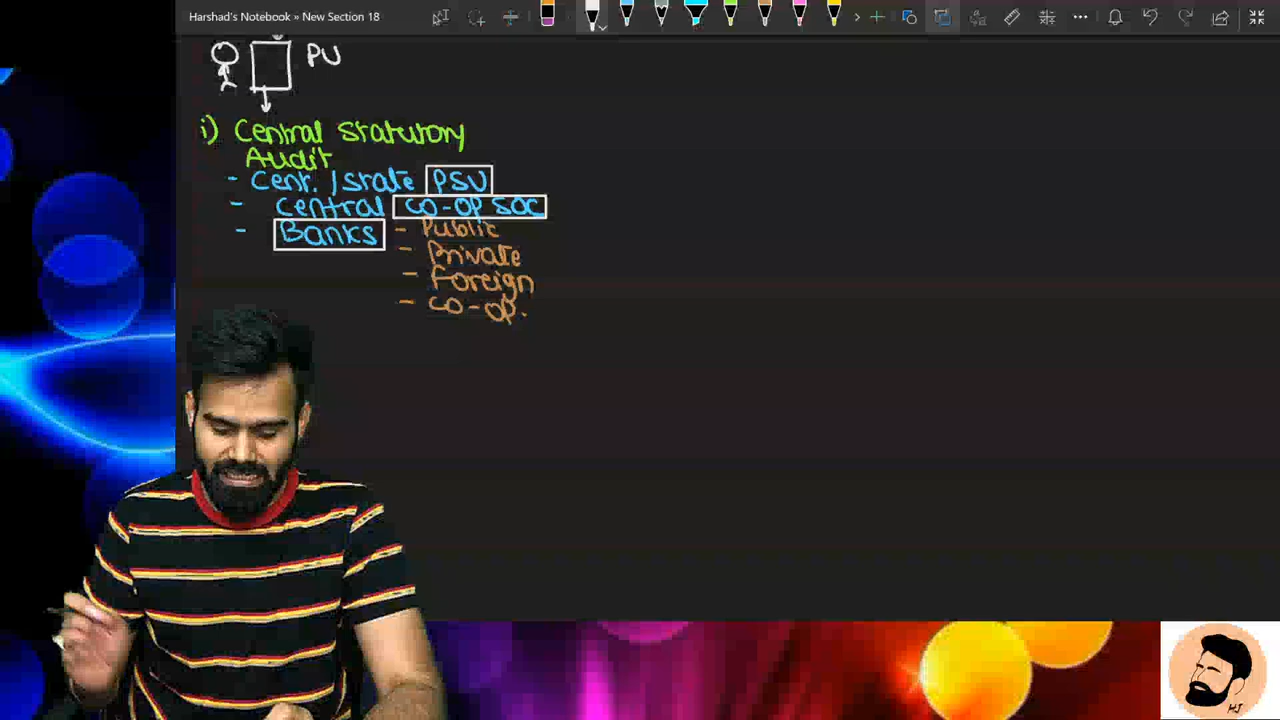 Harshad's Notebook » New Section 18
PU
i) Central Statutory
Audit
- Cent. / State PSU
- Central CO-OP SOC
- Banks - Public
- Private
- Foreign
- CO-OP.
HJ